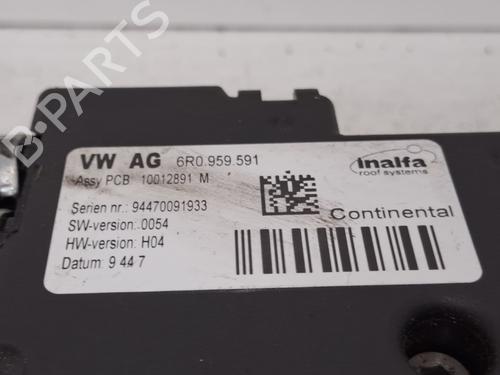 VW AG 6R0.959.591
Assy PCB 10012891 M
Serien nr.: 94470091933
SW-version: 0054
HW-version: H04
Datum: 9 44 7
inalfa
roof systems
Continental
B-PARTS